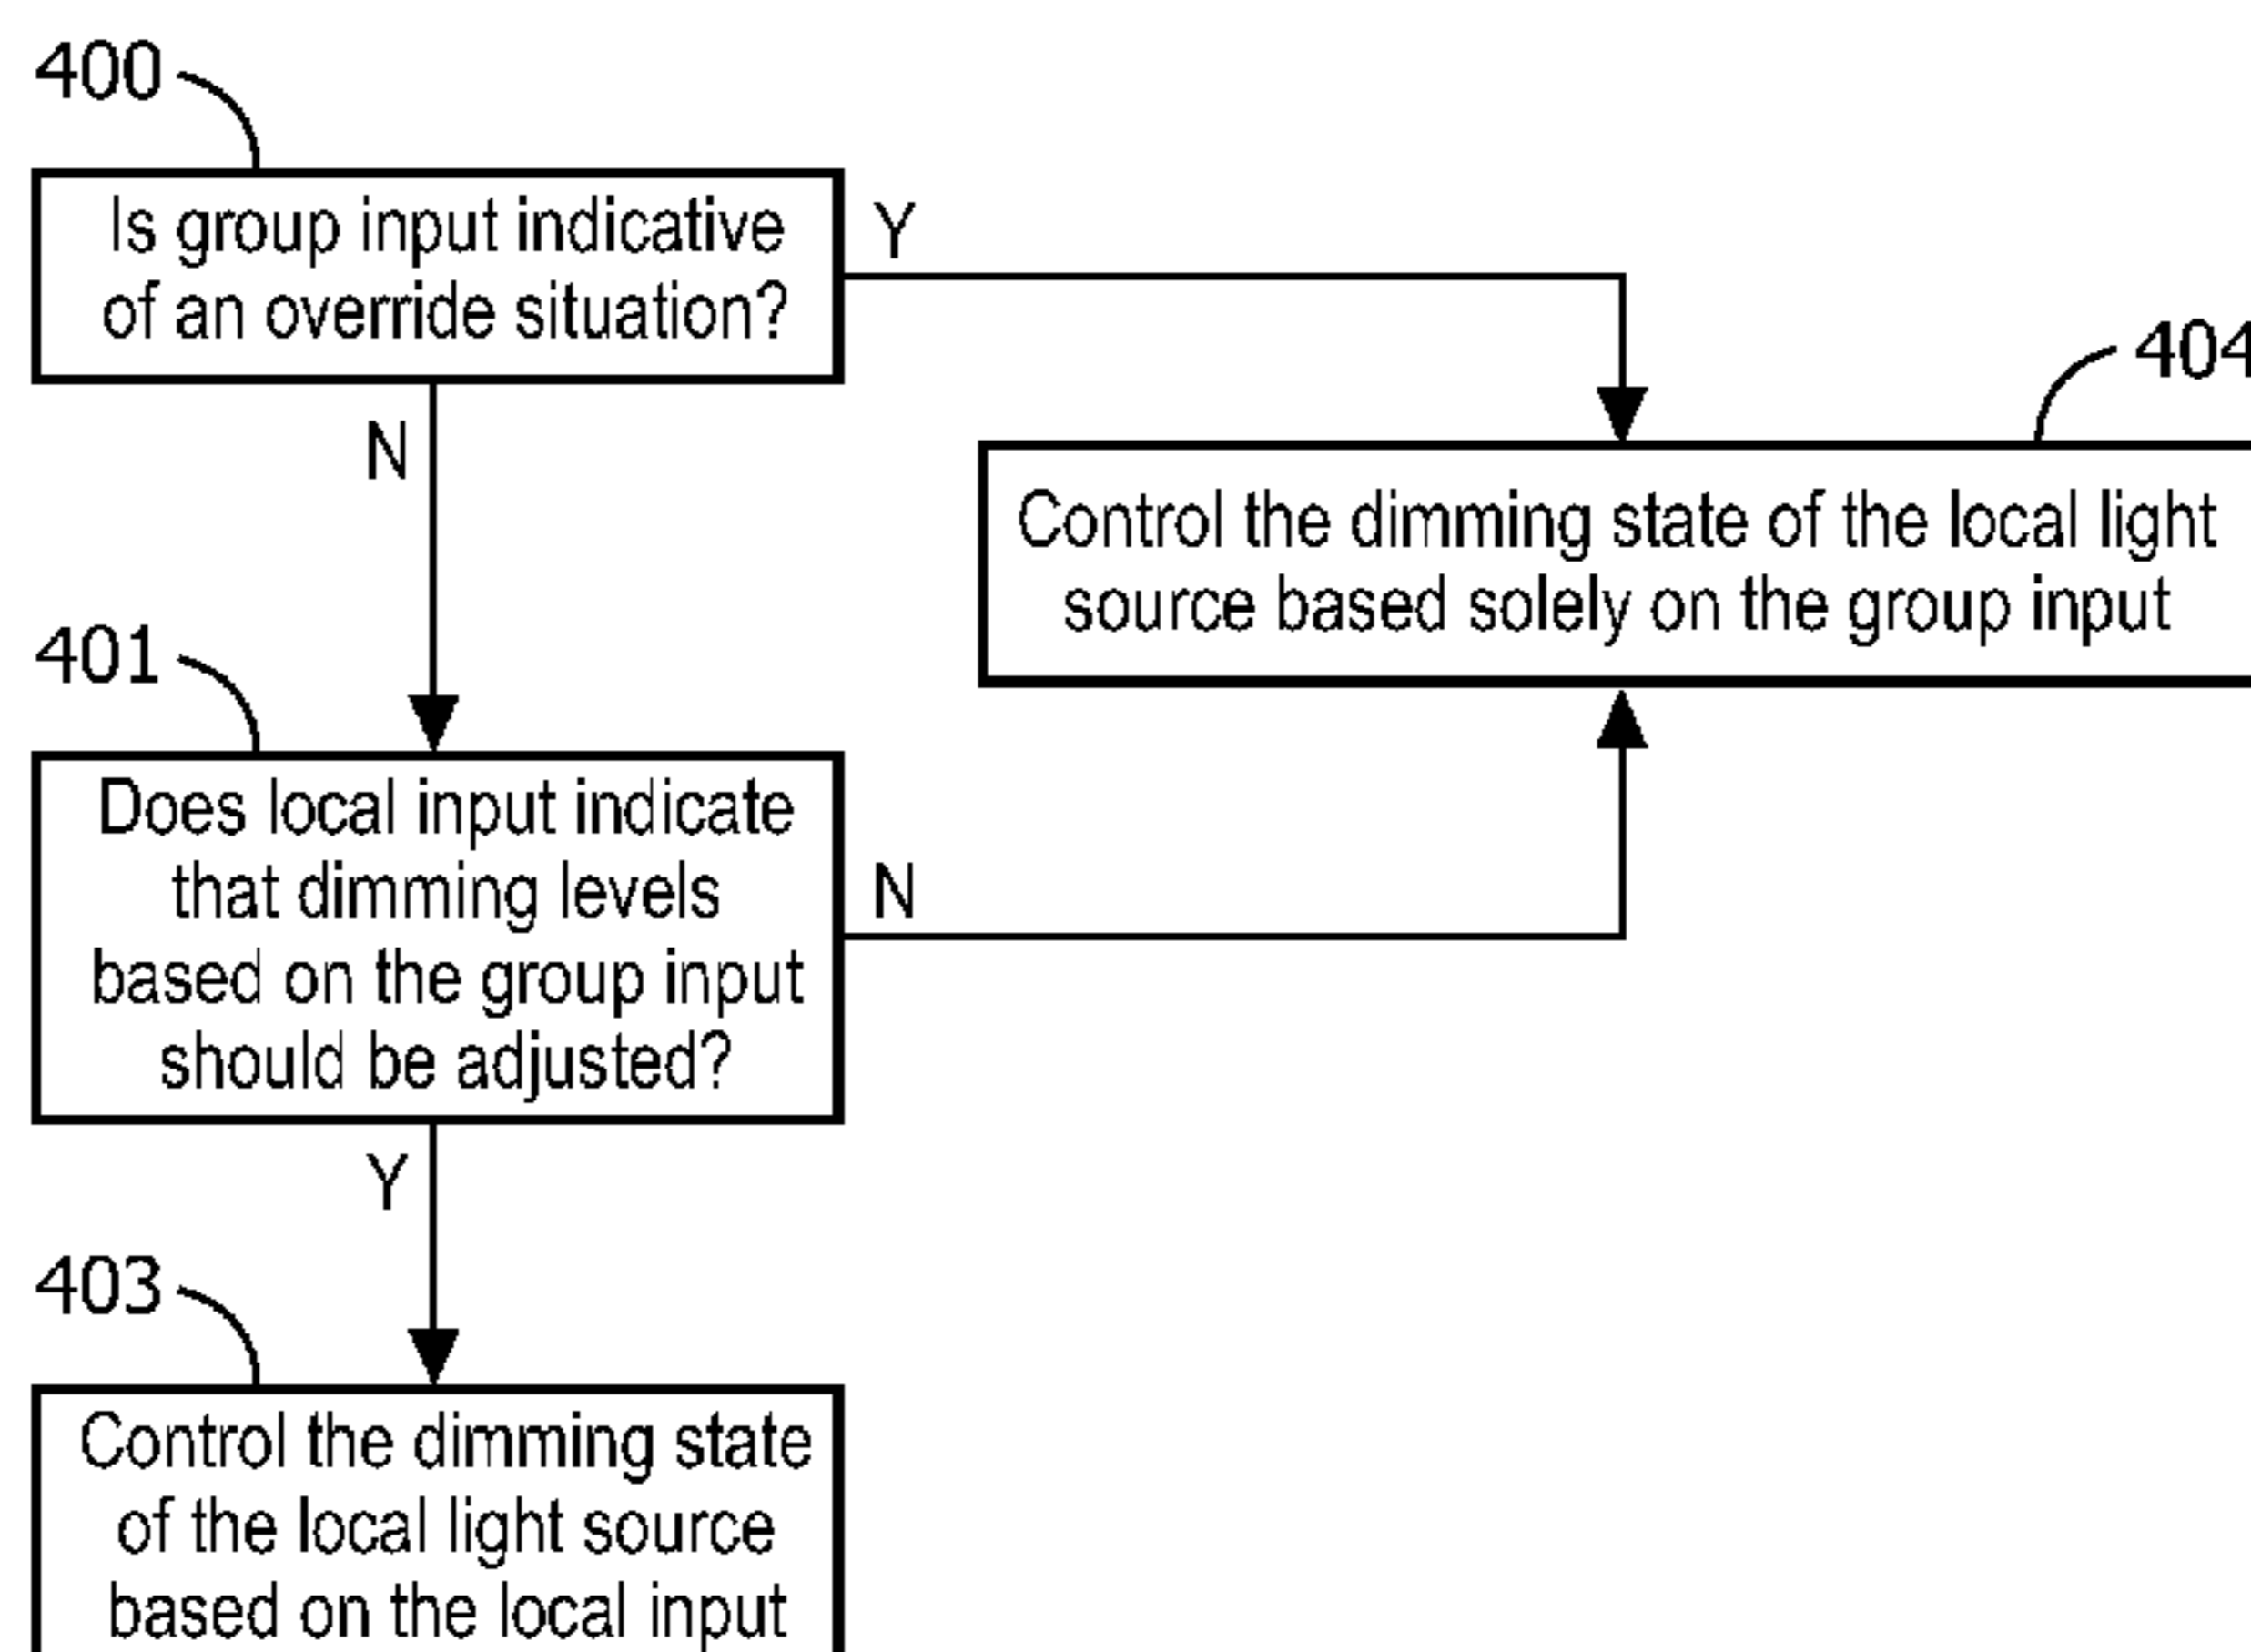 400
Is group input indicative
of an override situation?
Y
N
404
Control the dimming state of the local light
source based solely on the group input
401
Does local input indicate
that dimming levels
based on the group input
should be adjusted?
N
Y
403
Control the dimming state
of the local light source
based on the local input